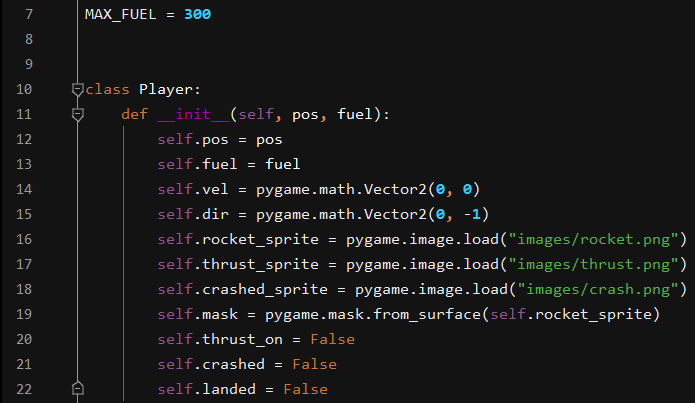 7 MAX_FUEL = 300
8
9
10 class Player:
11     def __init__(self, pos, fuel):
12         self.pos = pos
13         self.fuel = fuel
14         self.vel = pygame.math.Vector2(0, 0)
15         self.dir = pygame.math.Vector2(0, -1)
16         self.rocket_sprite = pygame.image.load("images/rocket.png")
17         self.thrust_sprite = pygame.image.load("images/thrust.png")
18         self.crashed_sprite = pygame.image.load("images/crash.png")
19         self.mask = pygame.mask.from_surface(self.rocket_sprite)
20         self.thrust_on = False
21         self.crashed = False
22         self.landed = False